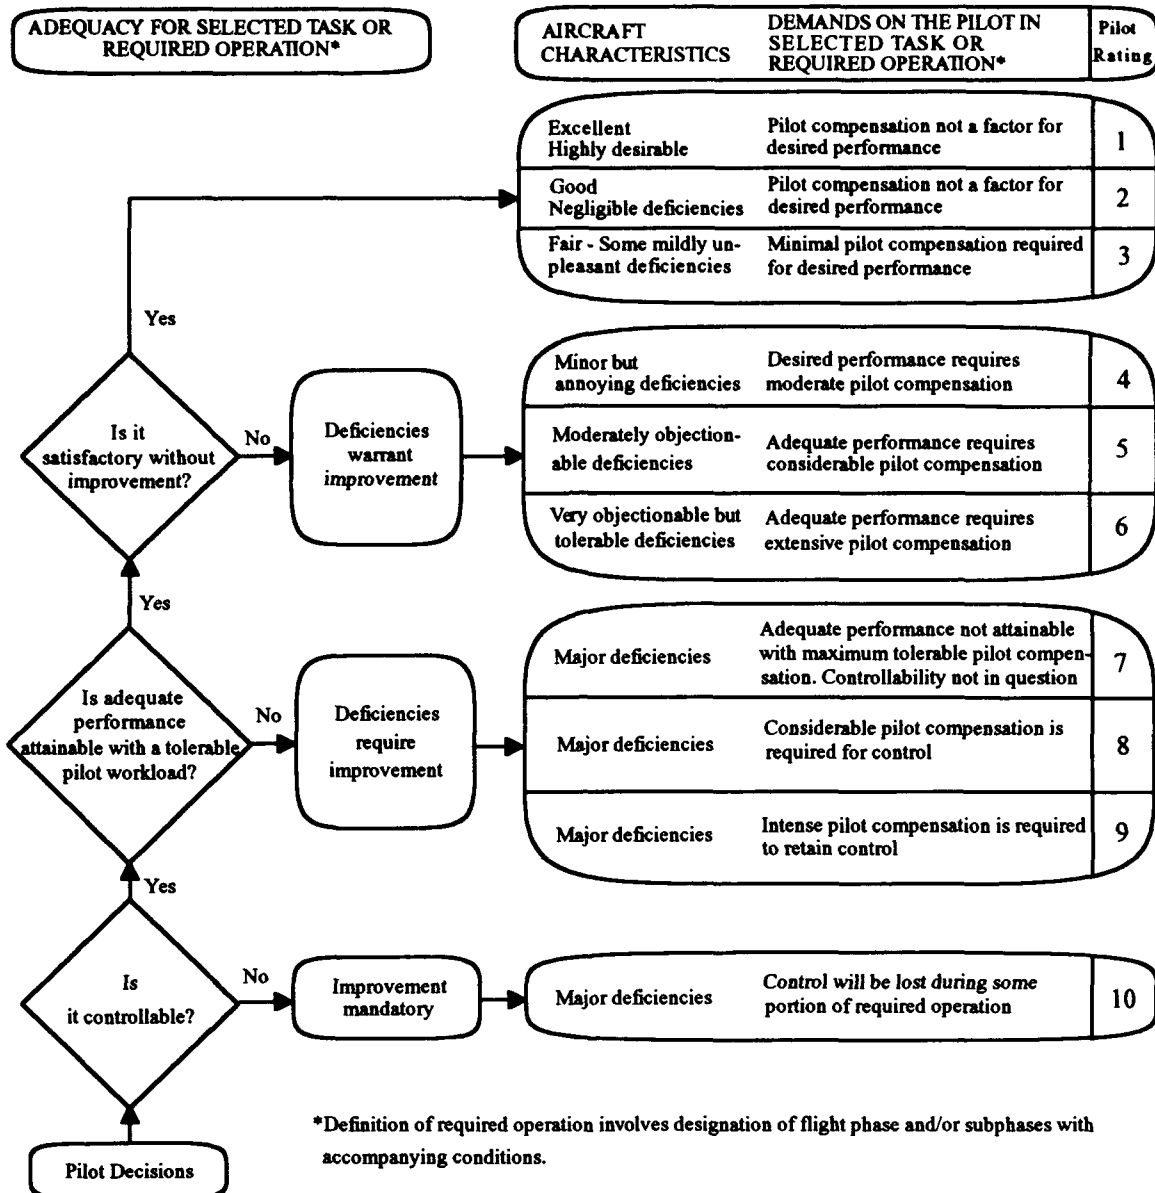 ADEQUACY FOR SELECTED TASK OR
REQUIRED OPERATION*
AIRCRAFT
CHARACTERISTICS
DEMANDS ON THE PILOT IN
SELECTED TASK OR
REQUIRED OPERATION*
Pilot
Rating
Excellent
Highly desirable
Pilot compensation not a factor for
desired performance
1
Good
Negligible deficiencies
Pilot compensation not a factor for
desired performance
2
Fair - Some mildly un-
pleasant deficiencies
Minimal pilot compensation required
for desired performance
3
Yes
Is it
satisfactory without
improvement?
No
Deficiencies
warrant
improvement
Minor but
annoying deficiencies
Desired performance requires
moderate pilot compensation
4
Moderately objection-
able deficiencies
Adequate performance requires
considerable pilot compensation
5
Very objectionable but
tolerable deficiencies
Adequate performance requires
extensive pilot compensation
6
Yes
Is adequate
performance
attainable with a tolerable
pilot workload?
No
Deficiencies
require
improvement
Major deficiencies
Adequate performance not attainable
with maximum tolerable pilot compen-
sation. Controllability not in question
7
Major deficiencies
Considerable pilot compensation is
required for control
8
Major deficiencies
Intense pilot compensation is required
to retain control
9
Yes
Is
it controllable?
No
Improvement
mandatory
Major deficiencies
Control will be lost during some
portion of required operation
10
Pilot Decisions
*Definition of required operation involves designation of flight phase and/or subphases with
accompanying conditions.